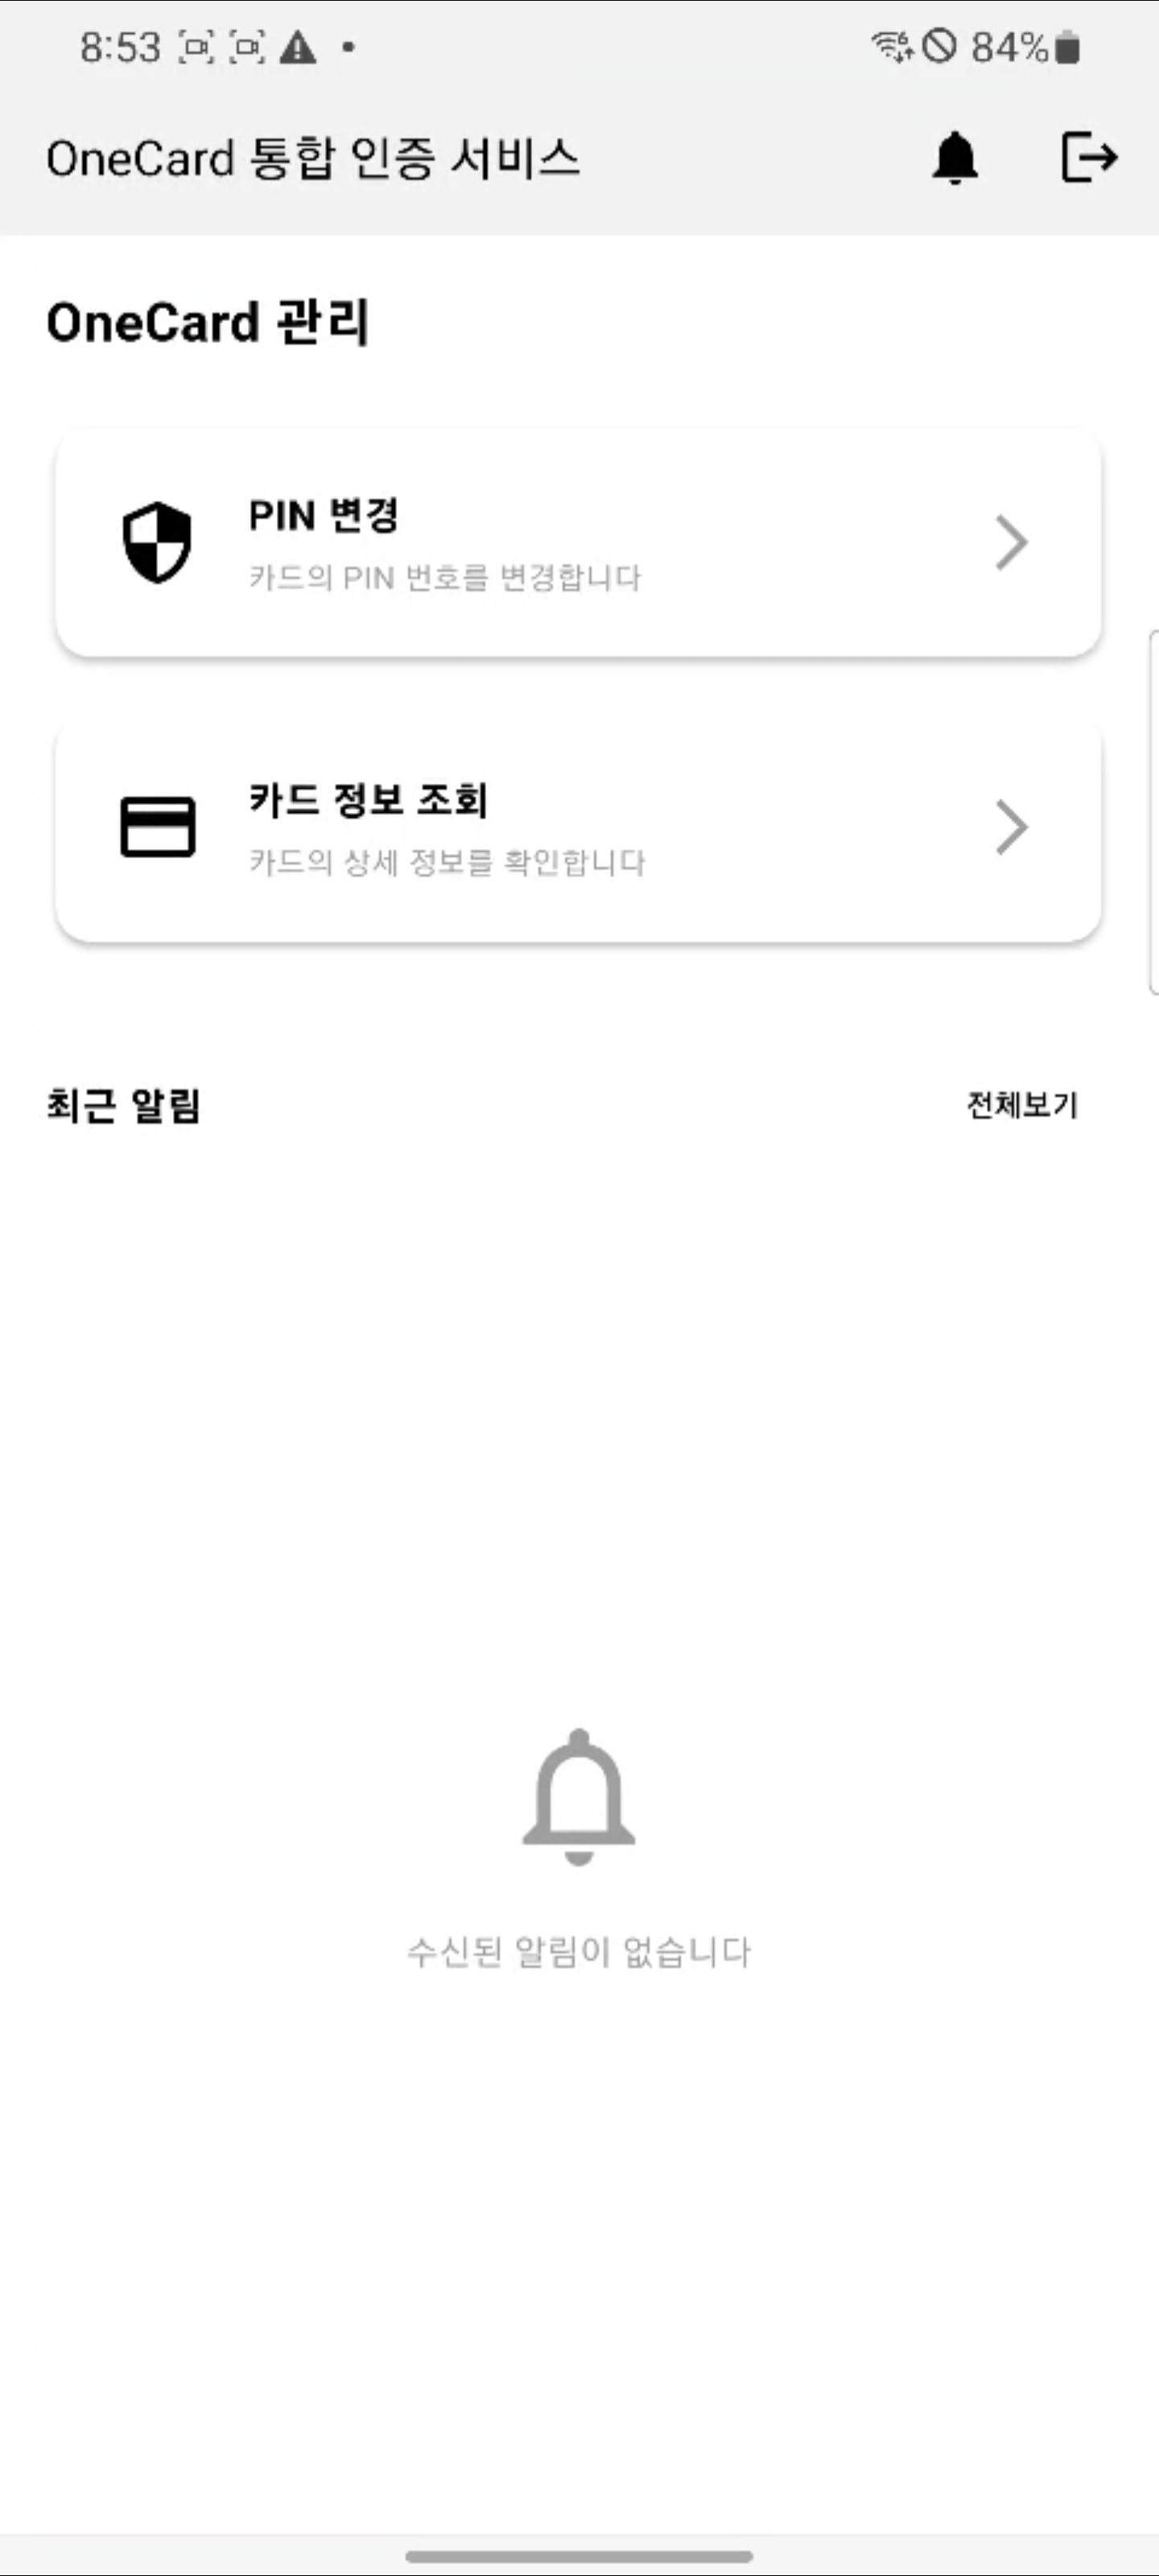 8:53
84%
OneCard 통합 인증 서비스
OneCard 관리
PIN 변경
카드의 PIN 번호를 변경합니다
카드 정보 조회
카드의 상세 정보를 확인합니다
최근 알림
전체보기
수신된 알림이 없습니다